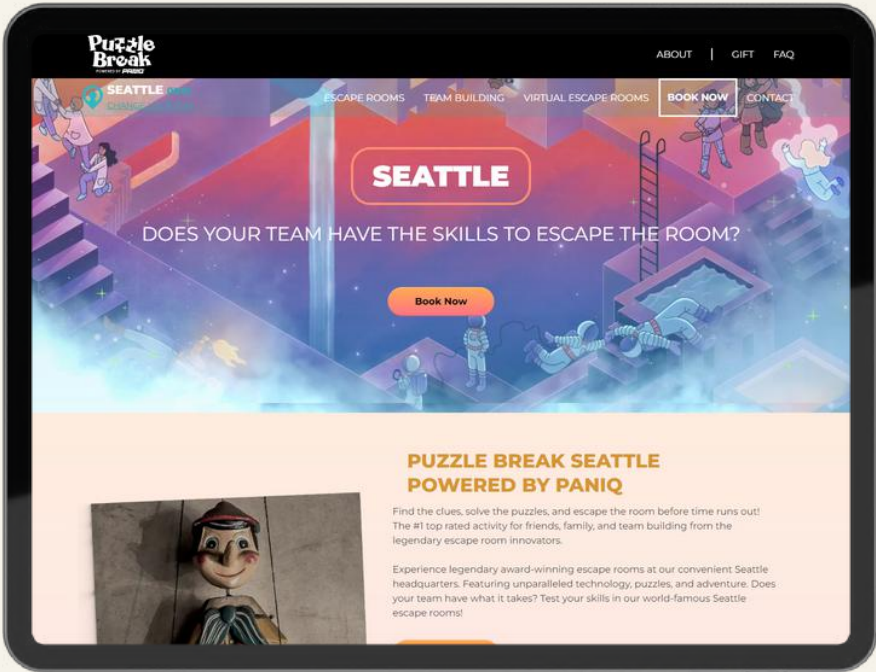 Puzzle
Break
POWERED BY PANIQ
ABOUT | GIFT FAQ
SEATTLE
ESCAPE ROOMS TEAM BUILDING VIRTUAL ESCAPE ROOMS BOOK NOW CONTACT
SEATTLE
DOES YOUR TEAM HAVE THE SKILLS TO ESCAPE THE ROOM?
Book Now
PUZZLE BREAK SEATTLE
POWERED BY PANIQ
Find the clues, solve the puzzles, and escape the room before time runs out!
The #1 top rated activity for friends, family, and team building from the
legendary escape room innovators.
Experience legendary award-winning escape rooms at our convenient Seattle
headquarters. Featuring unparalleled technology, puzzles, and adventure. Does
your team have what it takes? Test your skills in our world-famous Seattle
escape rooms!